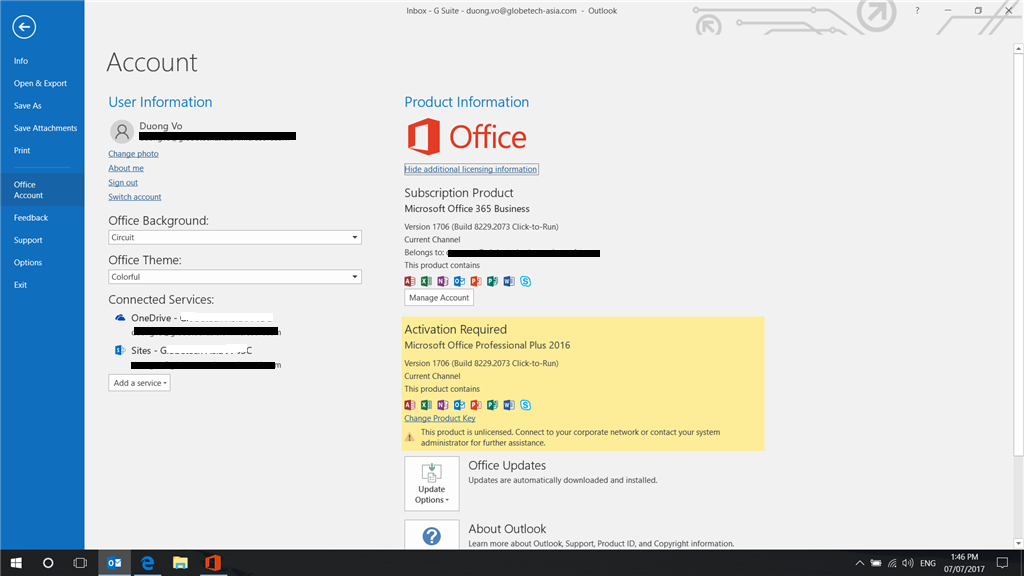 Inbox - G Suite - duong.vo@globetech-asia.com - Outlook
?
Info
Open & Export
Save As
Save Attachments
Print
Office
Account
Feedback
Support
Options
Exit
Account
User Information
Duong Vo
Change photo
About me
Sign out
Switch account
Office Background:
Circuit
Office Theme:
Colorful
Connected Services:
OneDrive -
Sites -
Add a service
Product Information
Office
Hide additional licensing information
Subscription Product
Microsoft Office 365 Business
Version 1706 (Build 8229.2073 Click-to-Run)
Current Channel
Belongs to:
This product contains
Manage Account
Activation Required
Microsoft Office Professional Plus 2016
Version 1706 (Build 8229.2073 Click-to-Run)
Current Channel
This product contains
Change Product Key
This product is unlicensed. Connect to your corporate network or contact your system
administrator for further assistance.
Update
Options
Office Updates
Updates are automatically downloaded and installed.
?
About Outlook
Learn more about Outlook, Support, Product ID, and Copyright information.
ENG
1:46 PM
07/07/2017